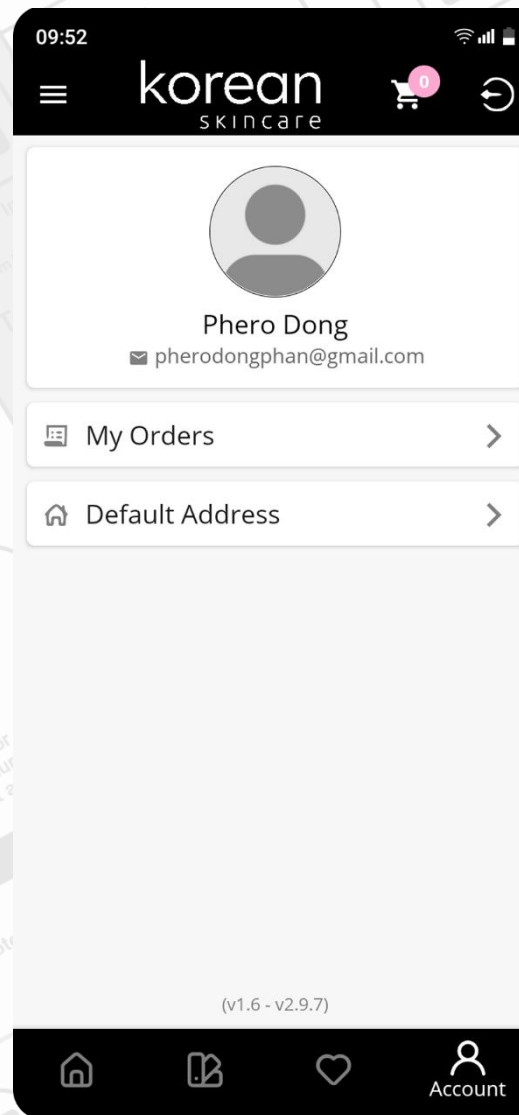 09:52
korean
skincare
0
Phero Dong
pherodongphan@gmail.com
My Orders
Default Address
(v1.6 - v2.9.7)
Account